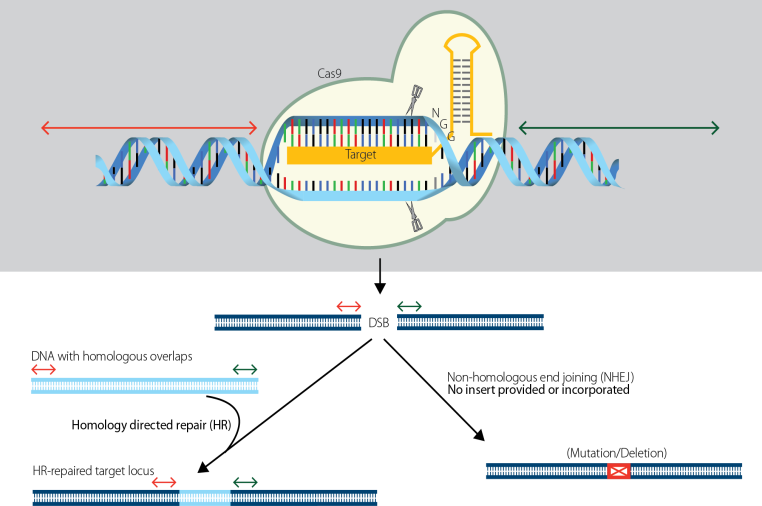 Cas9
N
G
G
Target
DSB
DNA with homologous overlaps
Non-homologous end joining (NHEJ)
No insert provided or incorporated
Homology directed repair (HR)
(Mutation/Deletion)
HR-repaired target locus